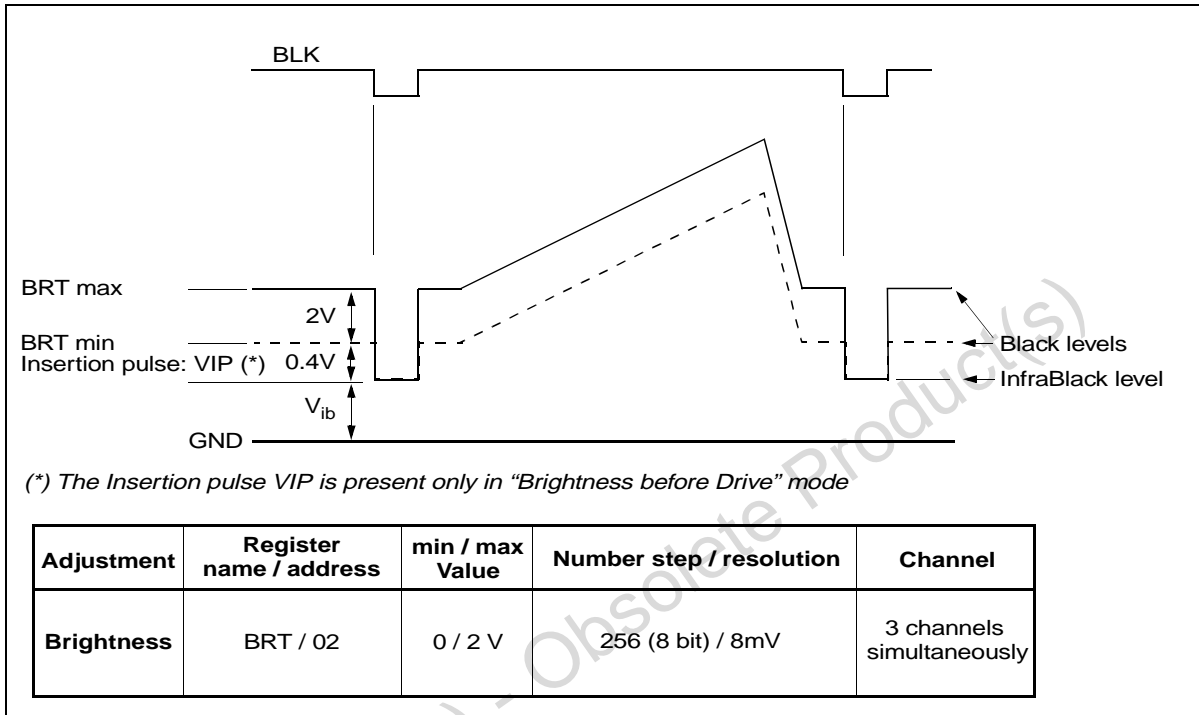 BLK
BRT max
2V
BRT min
Insertion pulse: VIP (*) 0.4V
Black levels
InfraBlack level
Vib
GND
(*) The Insertion pulse VIP is present only in “Brightness before Drive” mode
Adjustment
Register name / address
min / max Value
Number step / resolution
Channel
Brightness
BRT / 02
0 / 2 V
256 (8 bit) / 8mV
3 channels simultaneously
) - Obsolete Product(s)